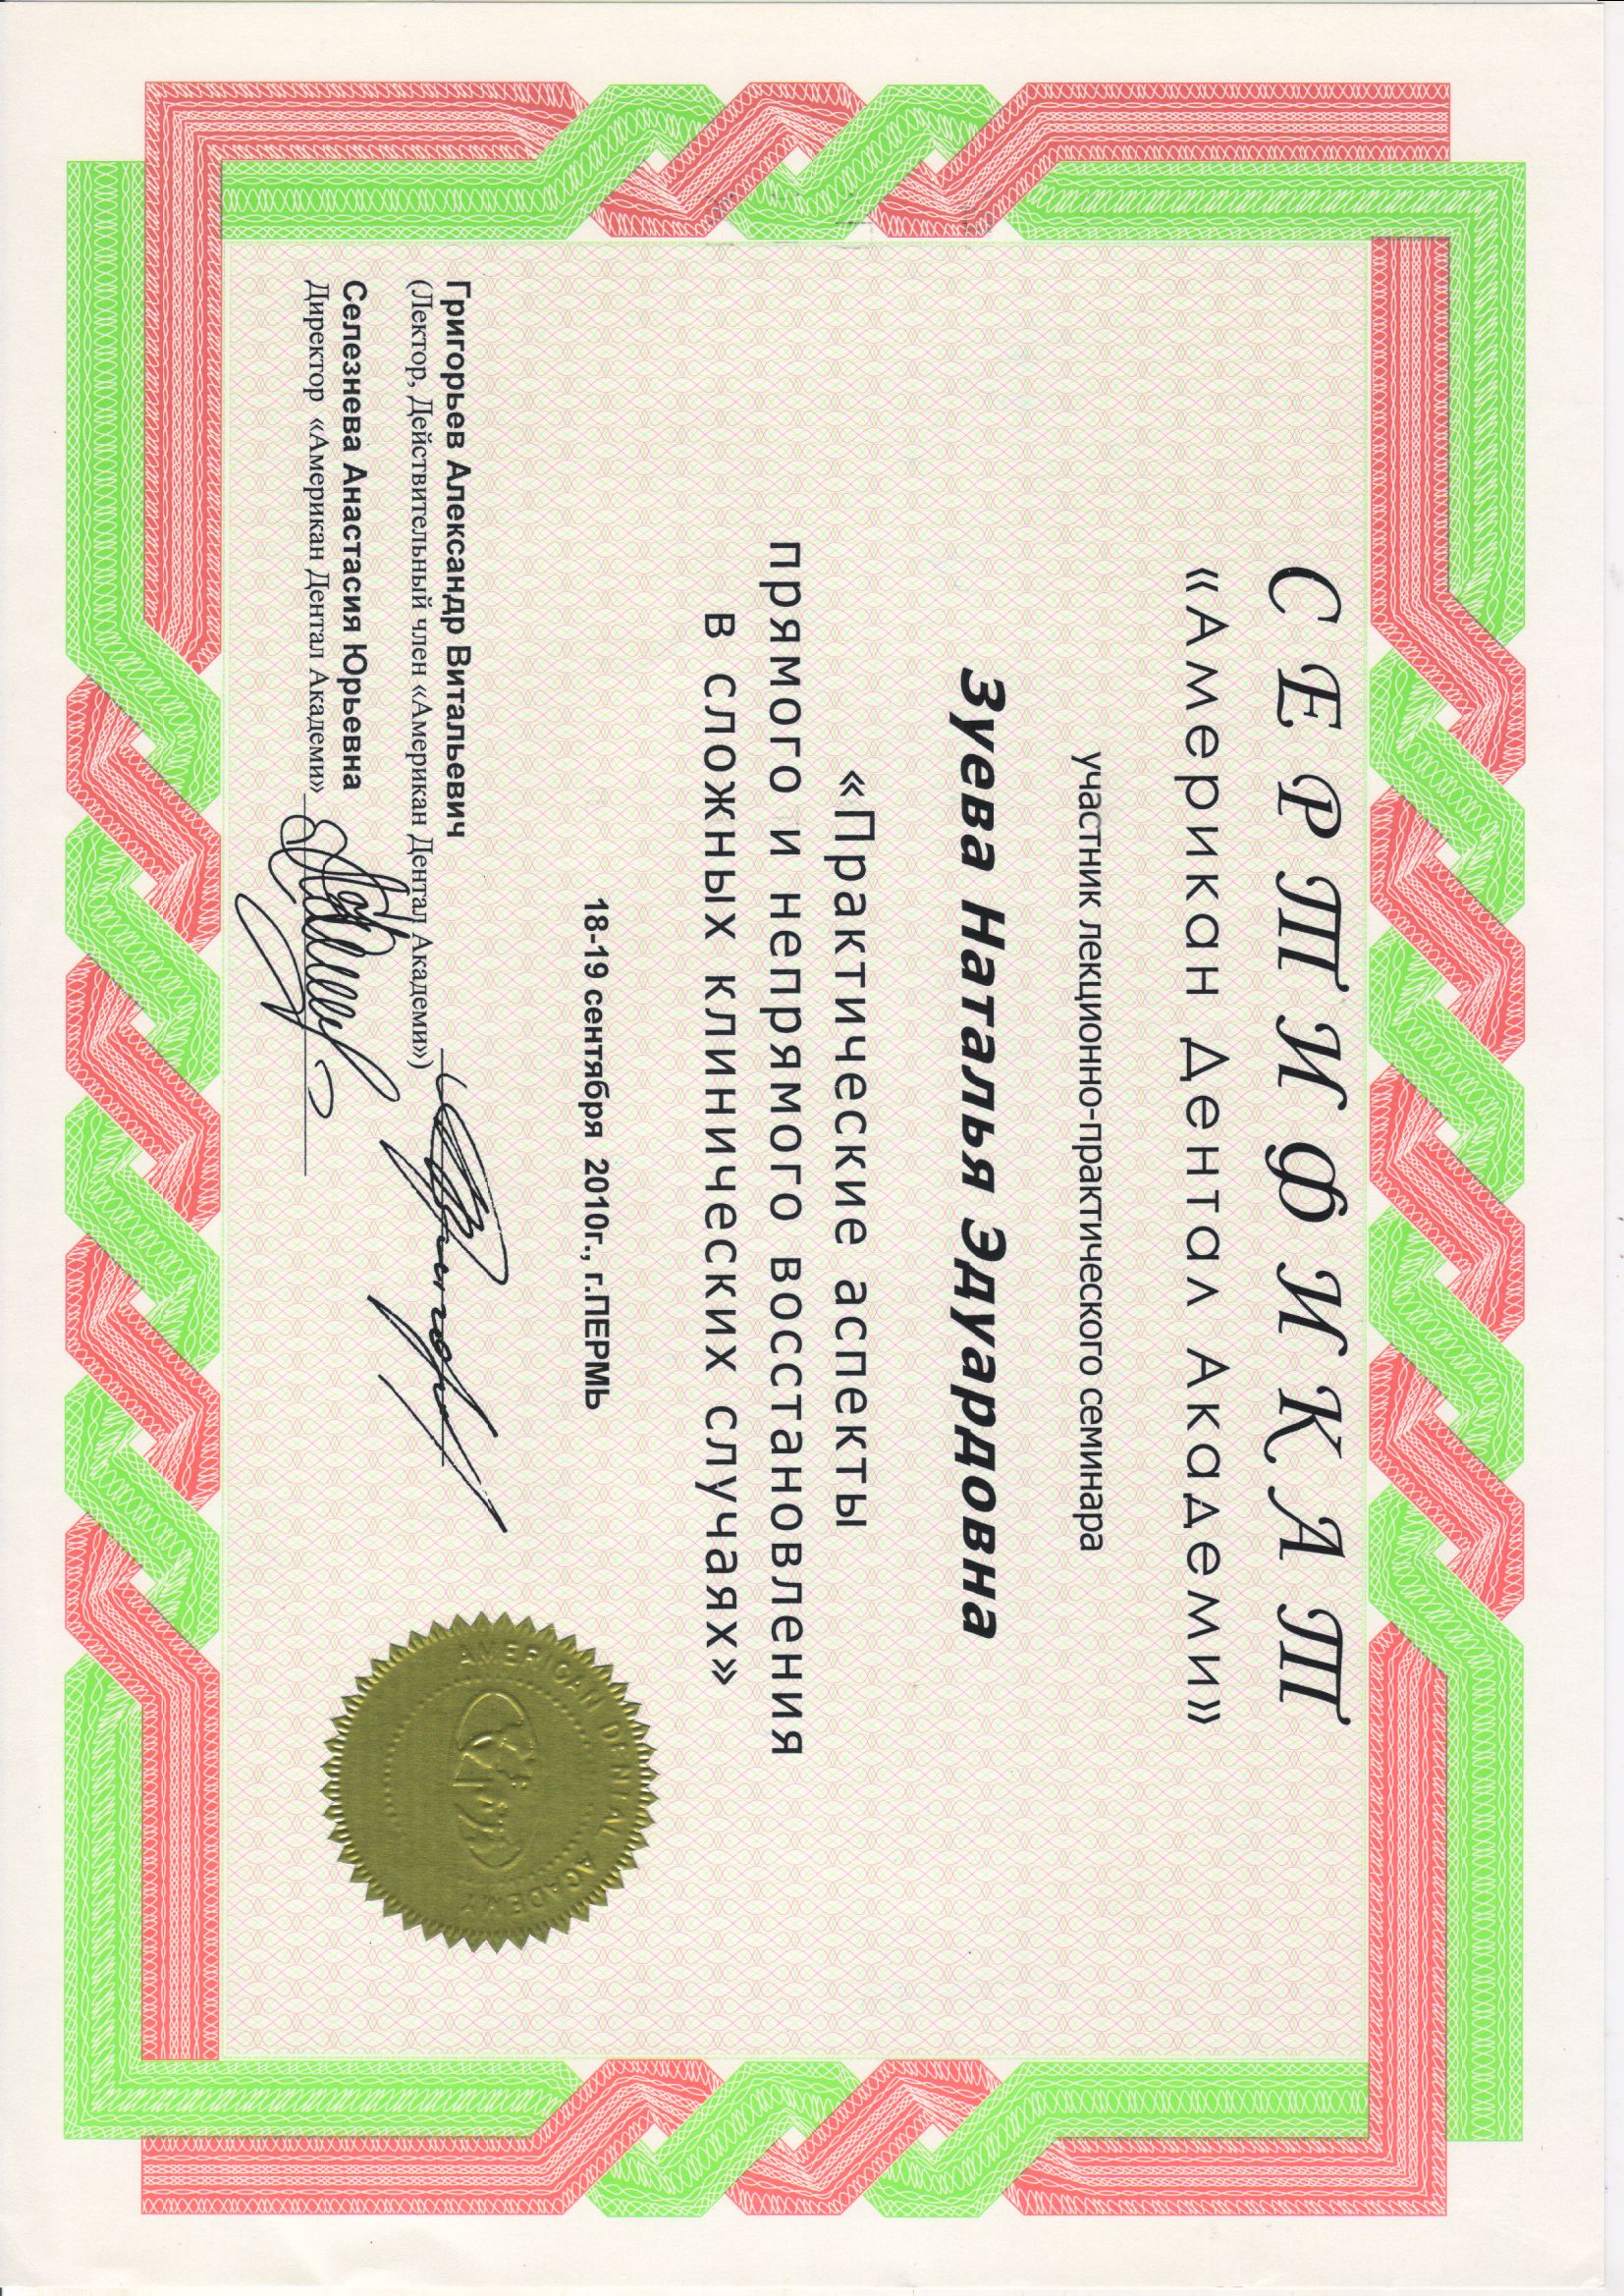 СЕРТИФИКАТ
«Американ Дентал Академи»
участник лекционно-практического семинара
Зуева Наталья Эдуардовна
«Практические аспекты
прямого и непрямого восстановления
в сложных клинических случаях»
18-19 сентября 2010г., г.ПЕРМЬ
Григорьев Александр Витальевич
(Лектор, Действительный член «Американ Дентал Академи»)
Селезнева Анастасия Юрьевна
Директор «Американ Дентал Академи»
AMERICAN DENTAL ACADEMY